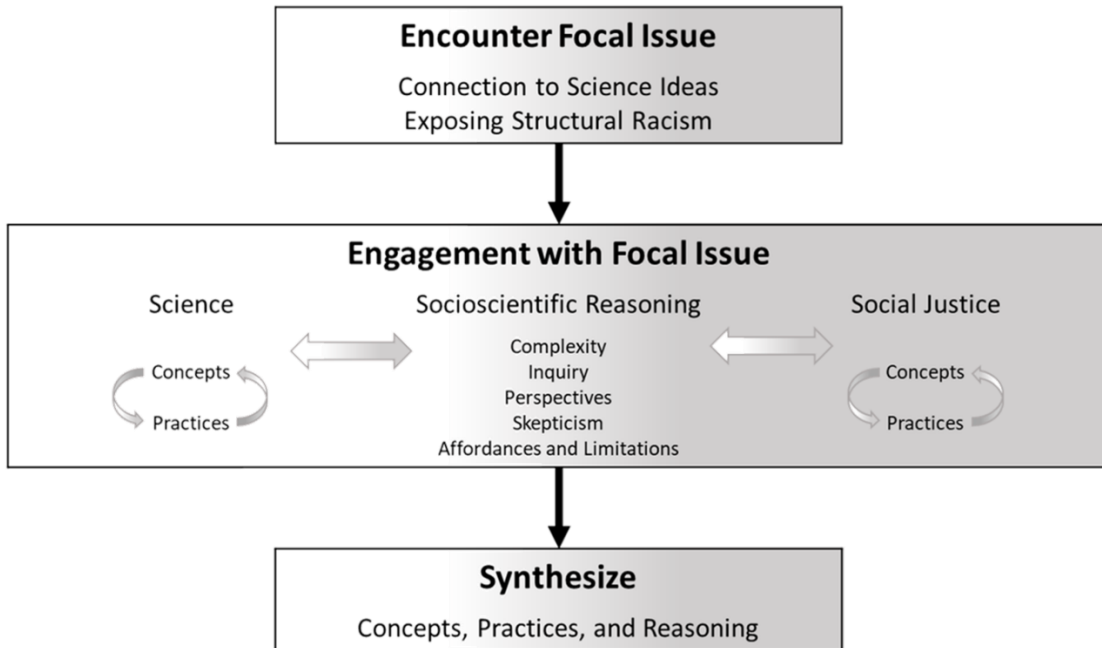 Encounter Focal Issue
Connection to Science Ideas
Exposing Structural Racism
Engagement with Focal Issue
Science
Concepts
Practices
Socioscientific Reasoning
Complexity
Inquiry
Perspectives
Skepticism
Affordances and Limitations
Social Justice
Concepts
Practices
Synthesize
Concepts, Practices, and Reasoning